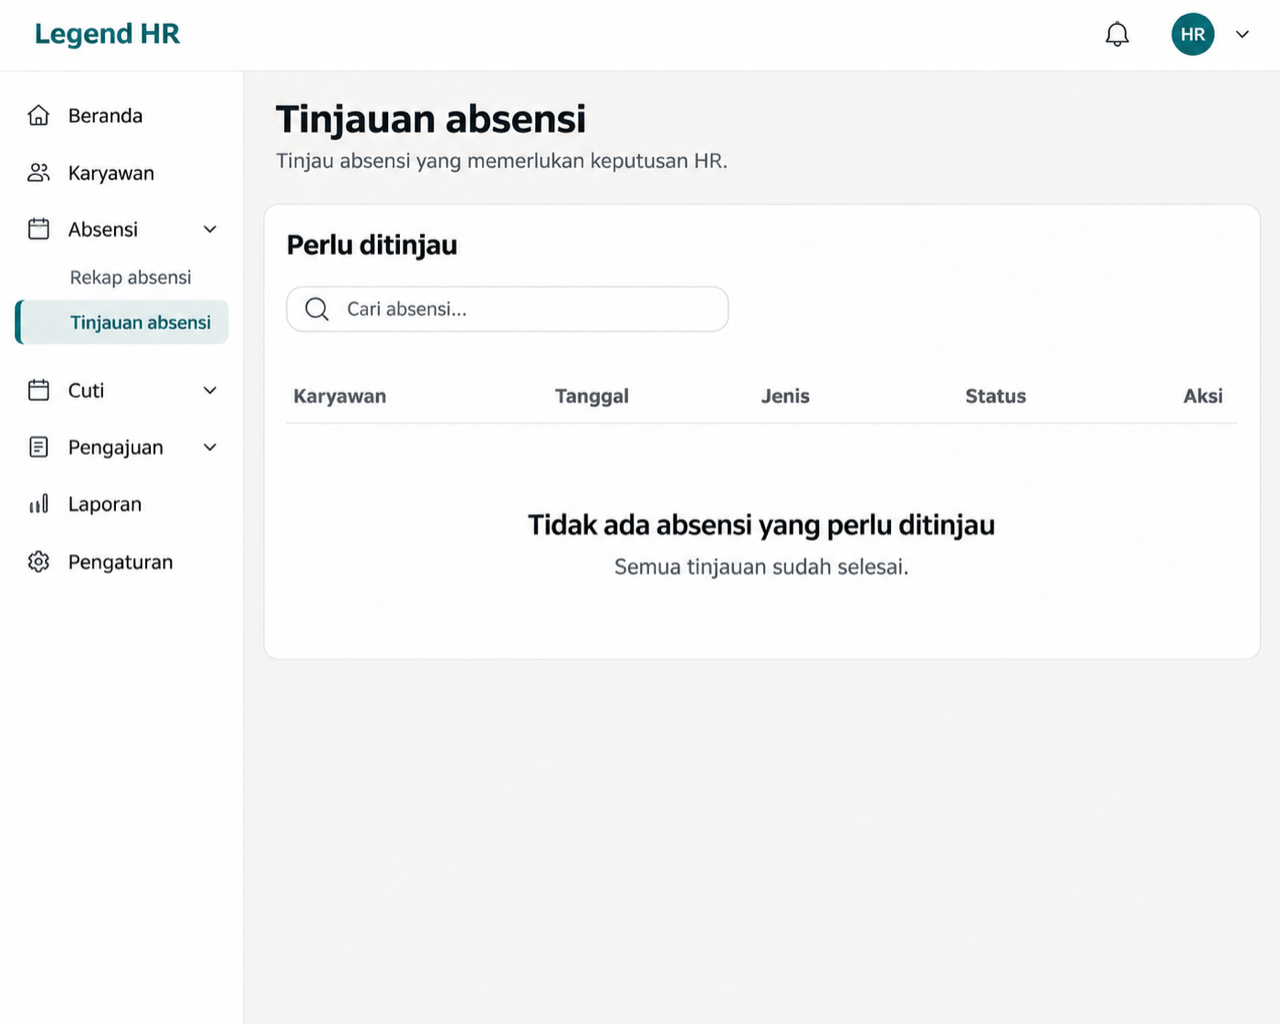 Legend HR
HR
Beranda
Karyawan
Absensi
Rekap absensi
Tinjauan absensi
Cuti
Pengajuan
Laporan
Pengaturan
Tinjauan absensi
Tinjau absensi yang memerlukan keputusan HR.
Perlu ditinjau
Cari absensi...
Karyawan Tanggal Jenis Status Aksi
Tidak ada absensi yang perlu ditinjau
Semua tinjauan sudah selesai.